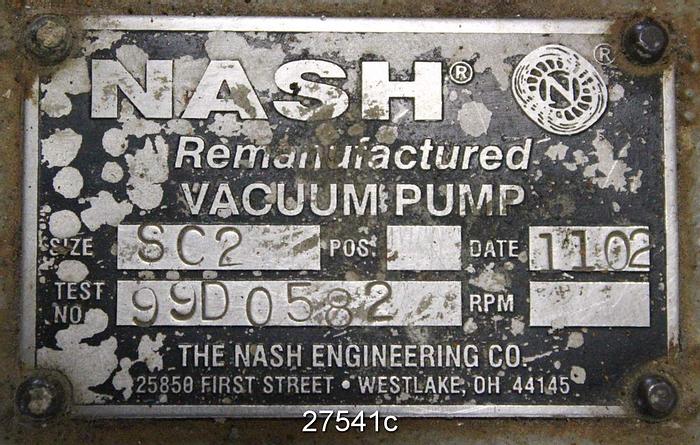 NASH® ®
N
Remanufactured
VACUUM PUMP
SIZE SC2 POS. DATE 1102
TEST NO. 99D0582 RPM
THE NASH ENGINEERING CO.
25850 FIRST STREET • WESTLAKE, OH 44145
27541c